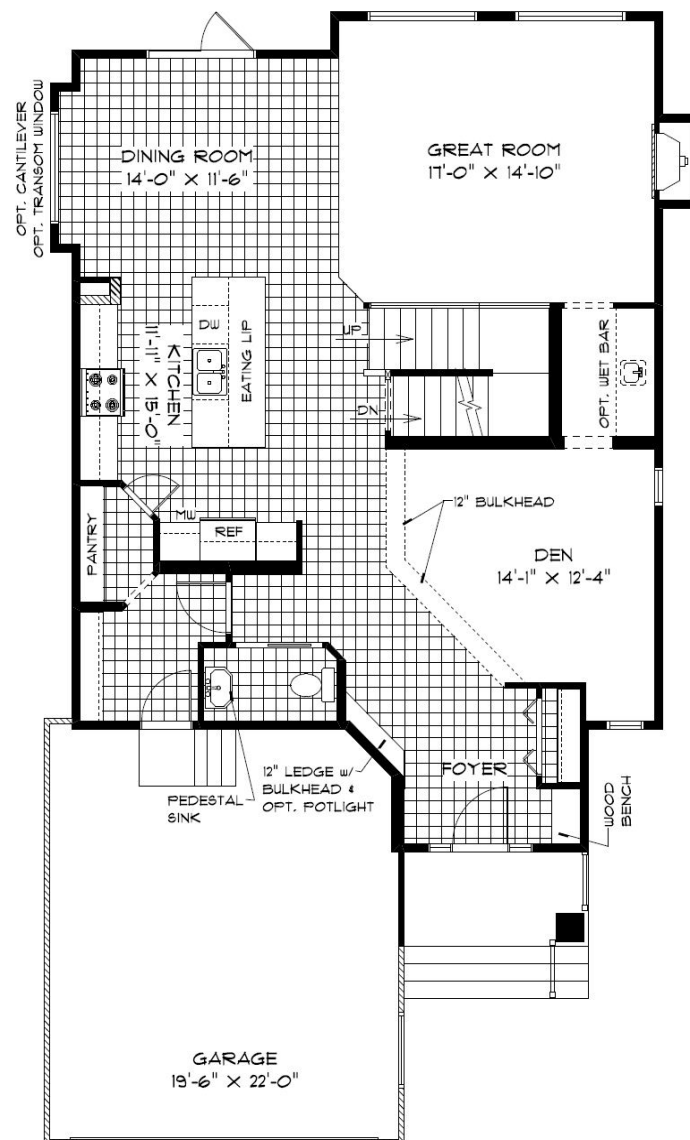 OPT. CANTILEVER
OPT. TRANSOM WINDOW
DINING ROOM
14'-0" X 11'-6"
GREAT ROOM
17'-0" X 14'-10"
KITCHEN
11'-11" X 15'-0"
DW
EATING LIP
UP
DN
OPT. WET BAR
12" BULKHEAD
MW
REF
PANTRY
DEN
14'-1" X 12'-4"
PEDESTAL
SINK
12" LEDGE W/
BULKHEAD &
OPT. POTLIGHT
FOYER
WOOD
BENCH
GARAGE
19'-6" X 22'-0"